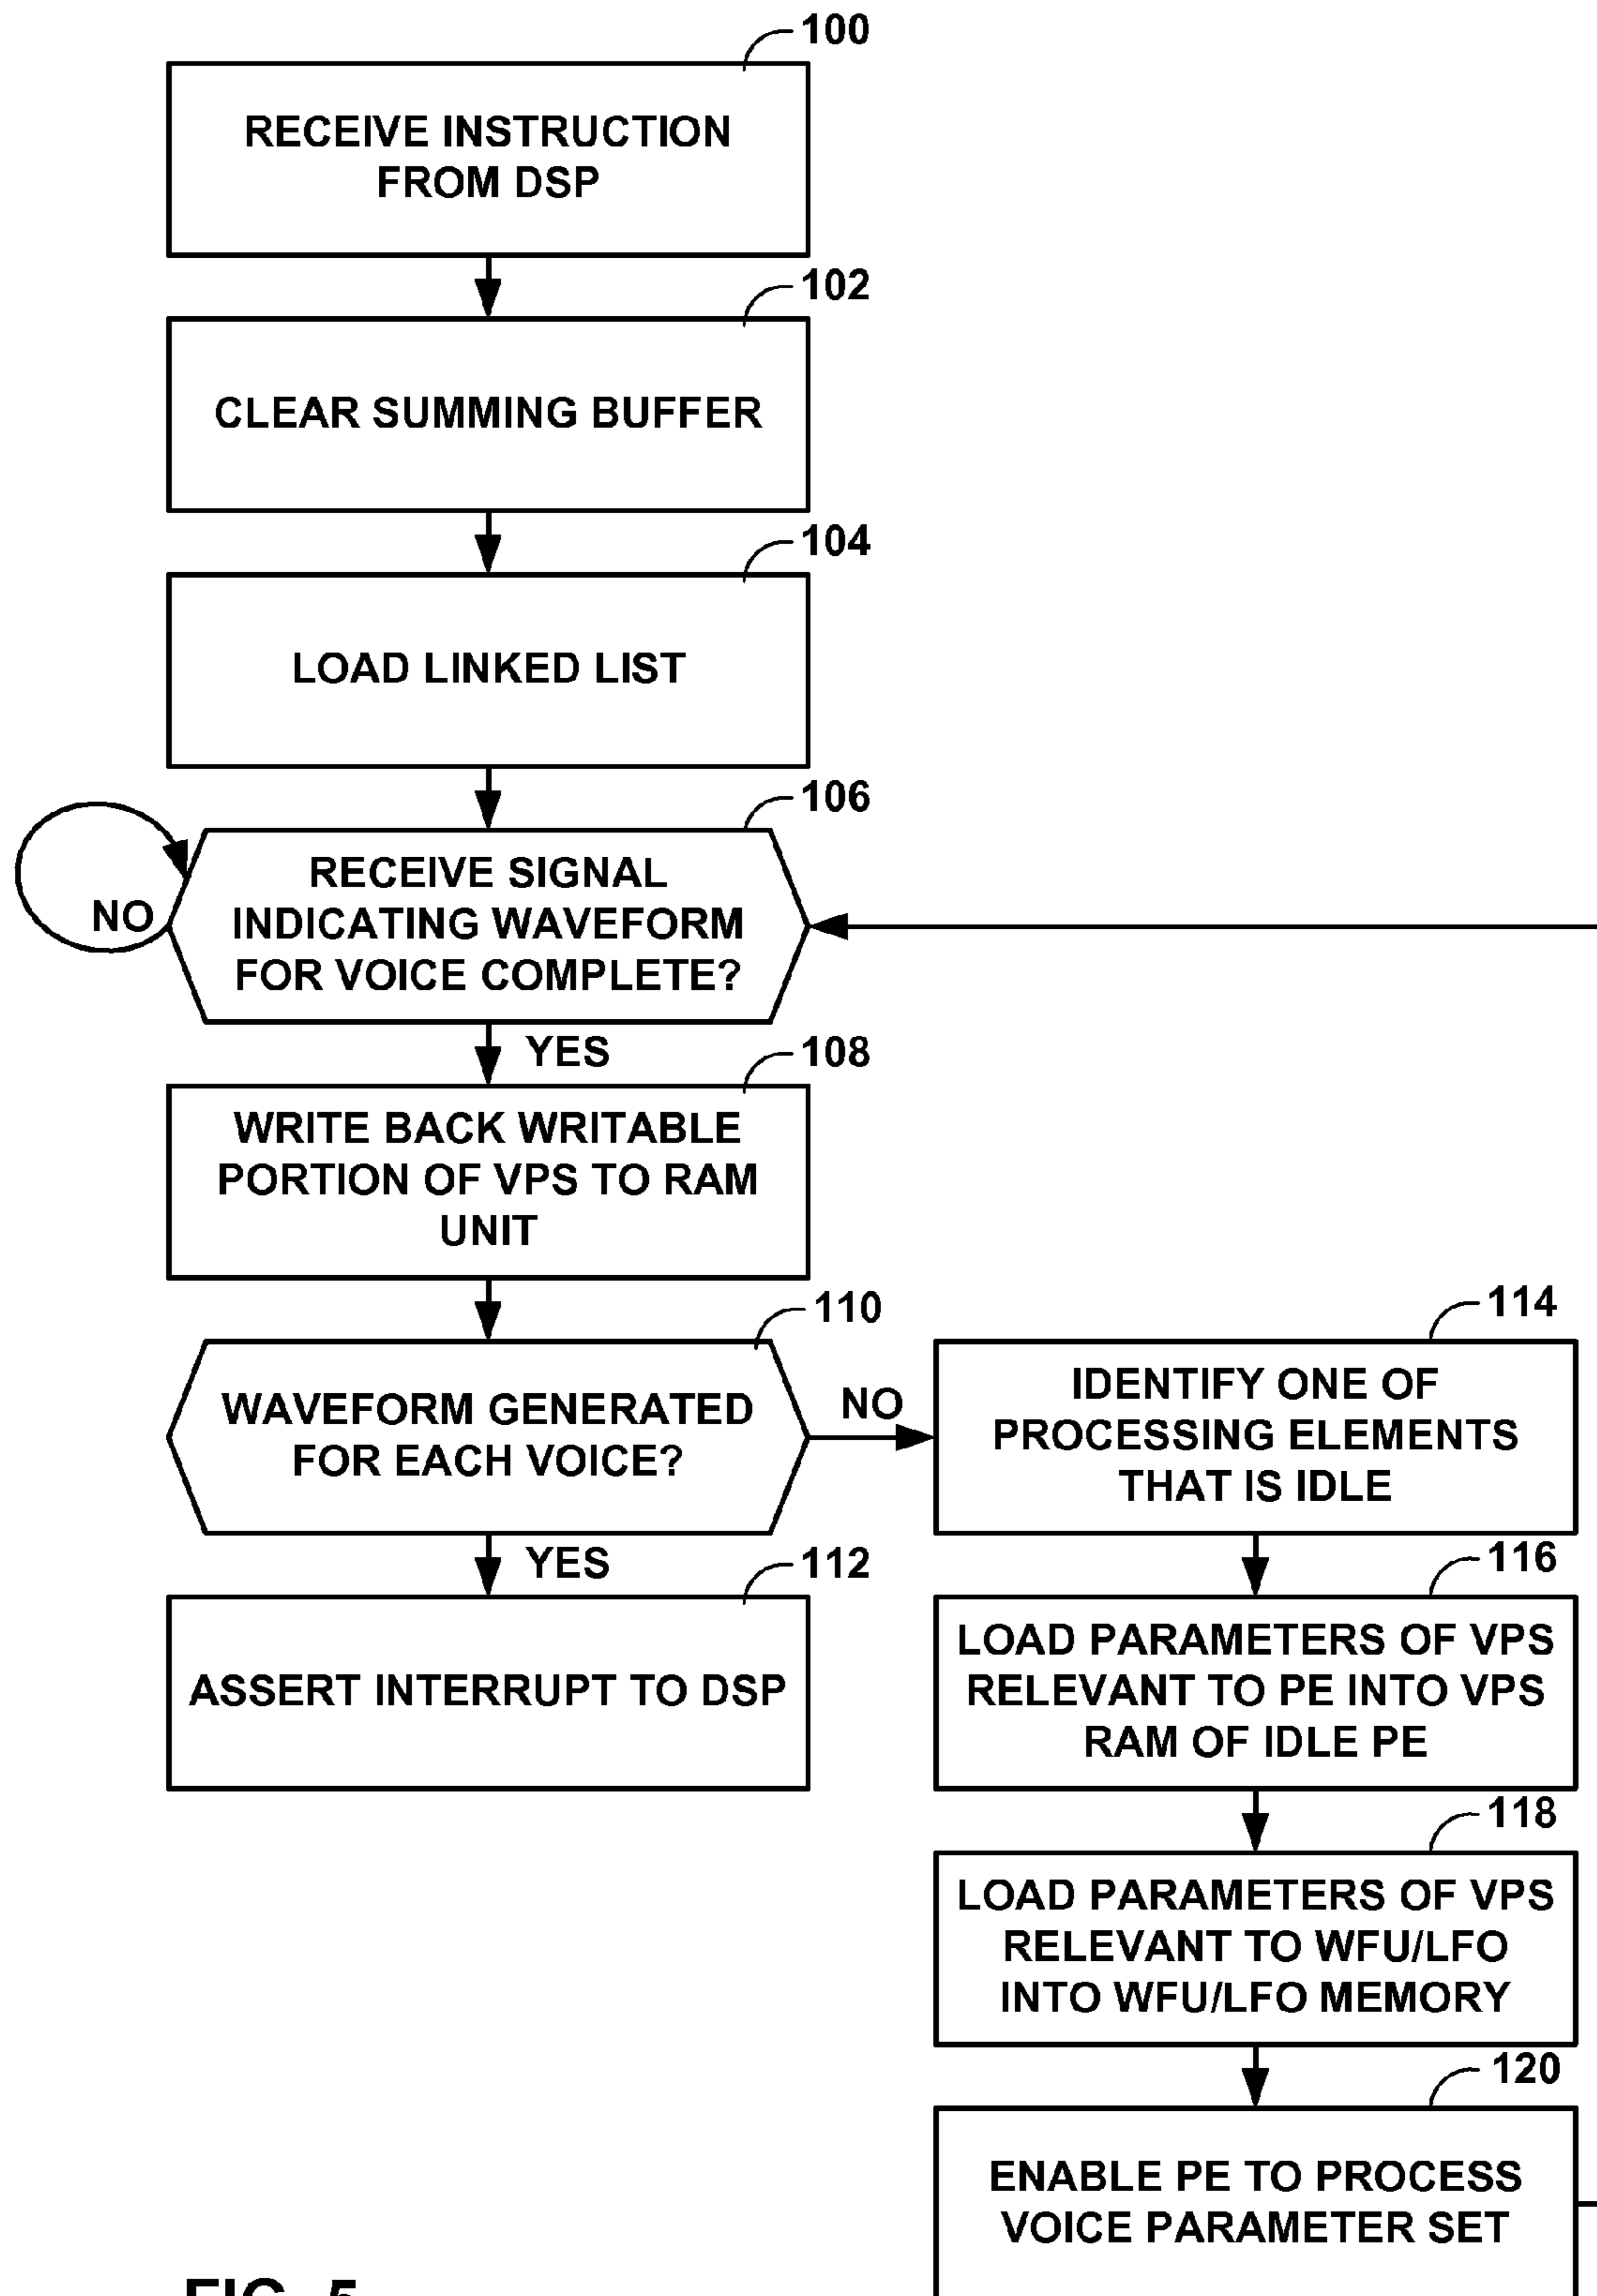 100
RECEIVE INSTRUCTION
FROM DSP
102
CLEAR SUMMING BUFFER
104
LOAD LINKED LIST
106
RECEIVE SIGNAL
INDICATING WAVEFORM
FOR VOICE COMPLETE?
NO
YES
108
WRITE BACK WRITABLE
PORTION OF VPS TO RAM
UNIT
110
WAVEFORM GENERATED
FOR EACH VOICE?
NO
YES
112
ASSERT INTERRUPT TO DSP
114
IDENTIFY ONE OF
PROCESSING ELEMENTS
THAT IS IDLE
116
LOAD PARAMETERS OF VPS
RELEVANT TO PE INTO VPS
RAM OF IDLE PE
118
LOAD PARAMETERS OF VPS
RELEVANT TO WFU/LFO
INTO WFU/LFO MEMORY
120
ENABLE PE TO PROCESS
VOICE PARAMETER SET
FIG. 5